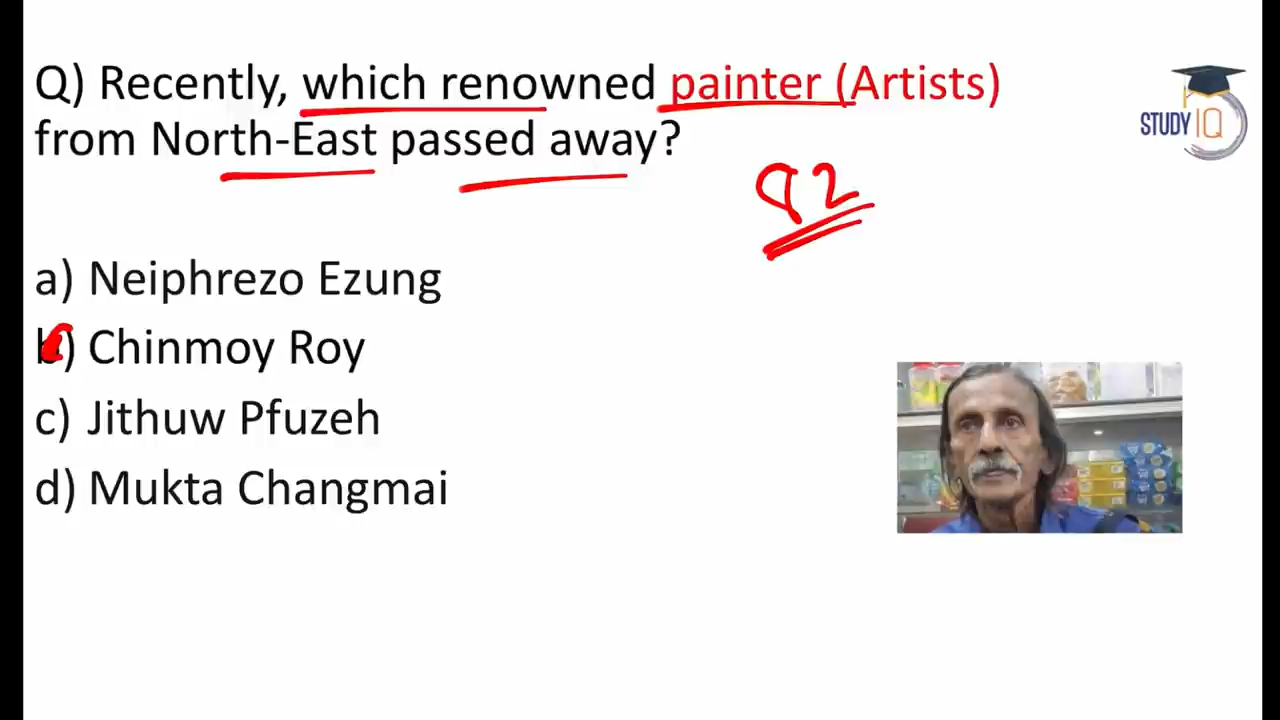 Q) Recently, which renowned painter (Artists)
from North-East passed away?
STUDY IQ
82
a) Neiphrezo Ezung
b) Chinmoy Roy
c) Jithuw Pfuzeh
d) Mukta Changmai